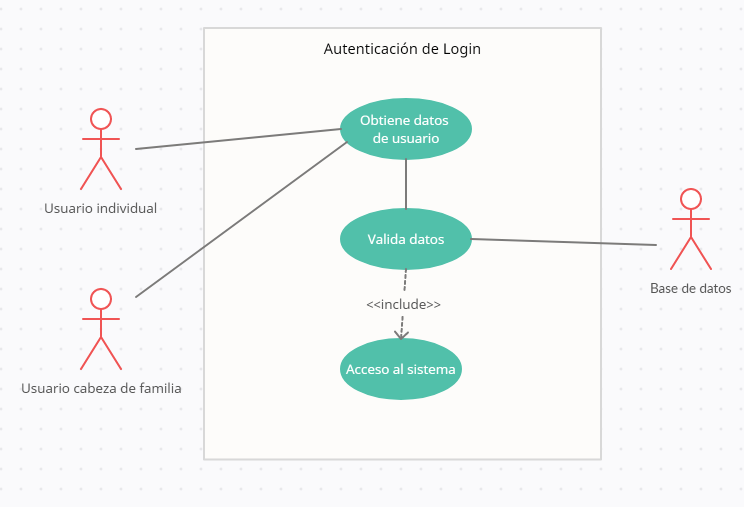 Autenticación de Login
Obtiene datos
de usuario
Usuario individual
Valida datos
Base de datos
<<include>>
Acceso al sistema
Usuario cabeza de familia